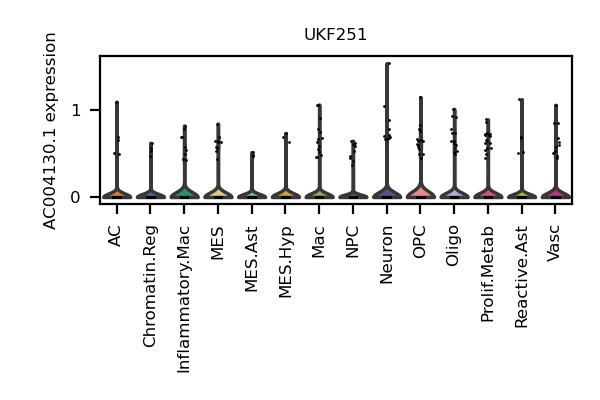 UKF251
AC004130.1 expression
1
0
AC
Chromatin.Reg
Inflammatory.Mac
MES
MES.Ast
MES.Hyp
Mac
NPC
Neuron
OPC
Oligo
Prolif.Metab
Reactive.Ast
Vasc